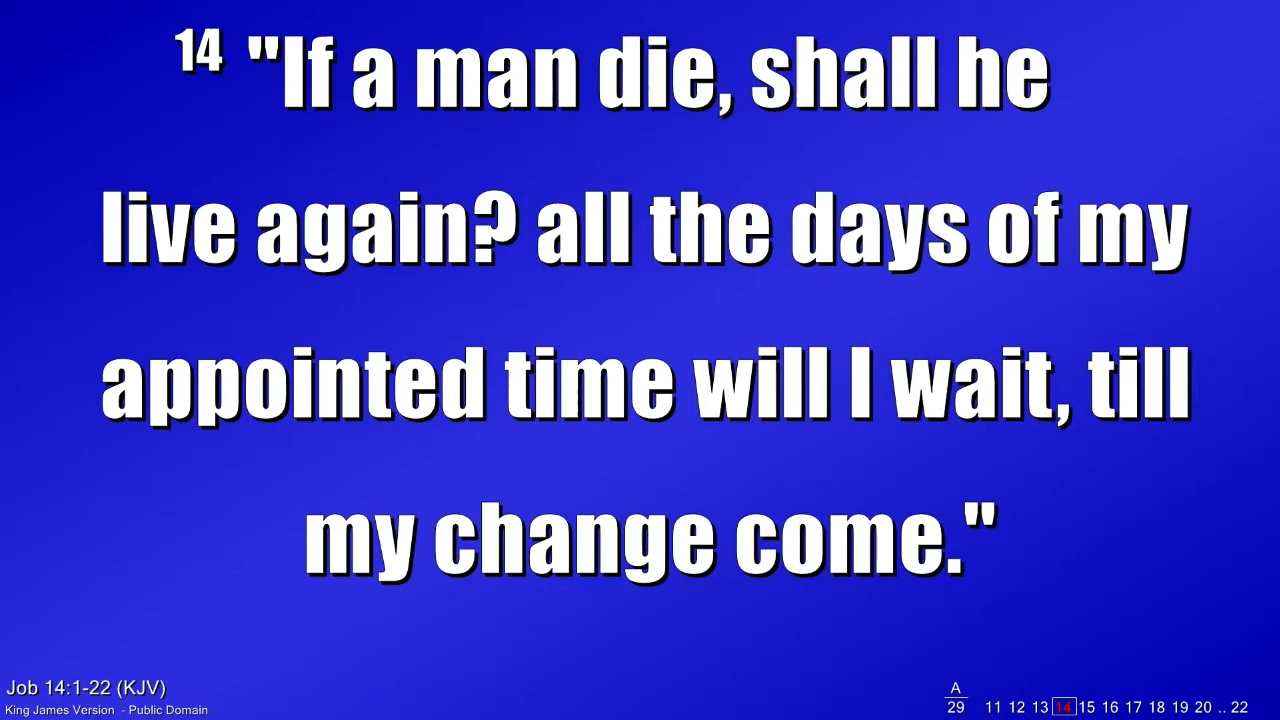 14 "If a man die, shall he
live again? all the days of my
appointed time will I wait, till
my change come."
Job 14:1-22 (KJV)
King James Version - Public Domain
A
29 11 12 13 14 15 16 17 18 19 20 .. 22